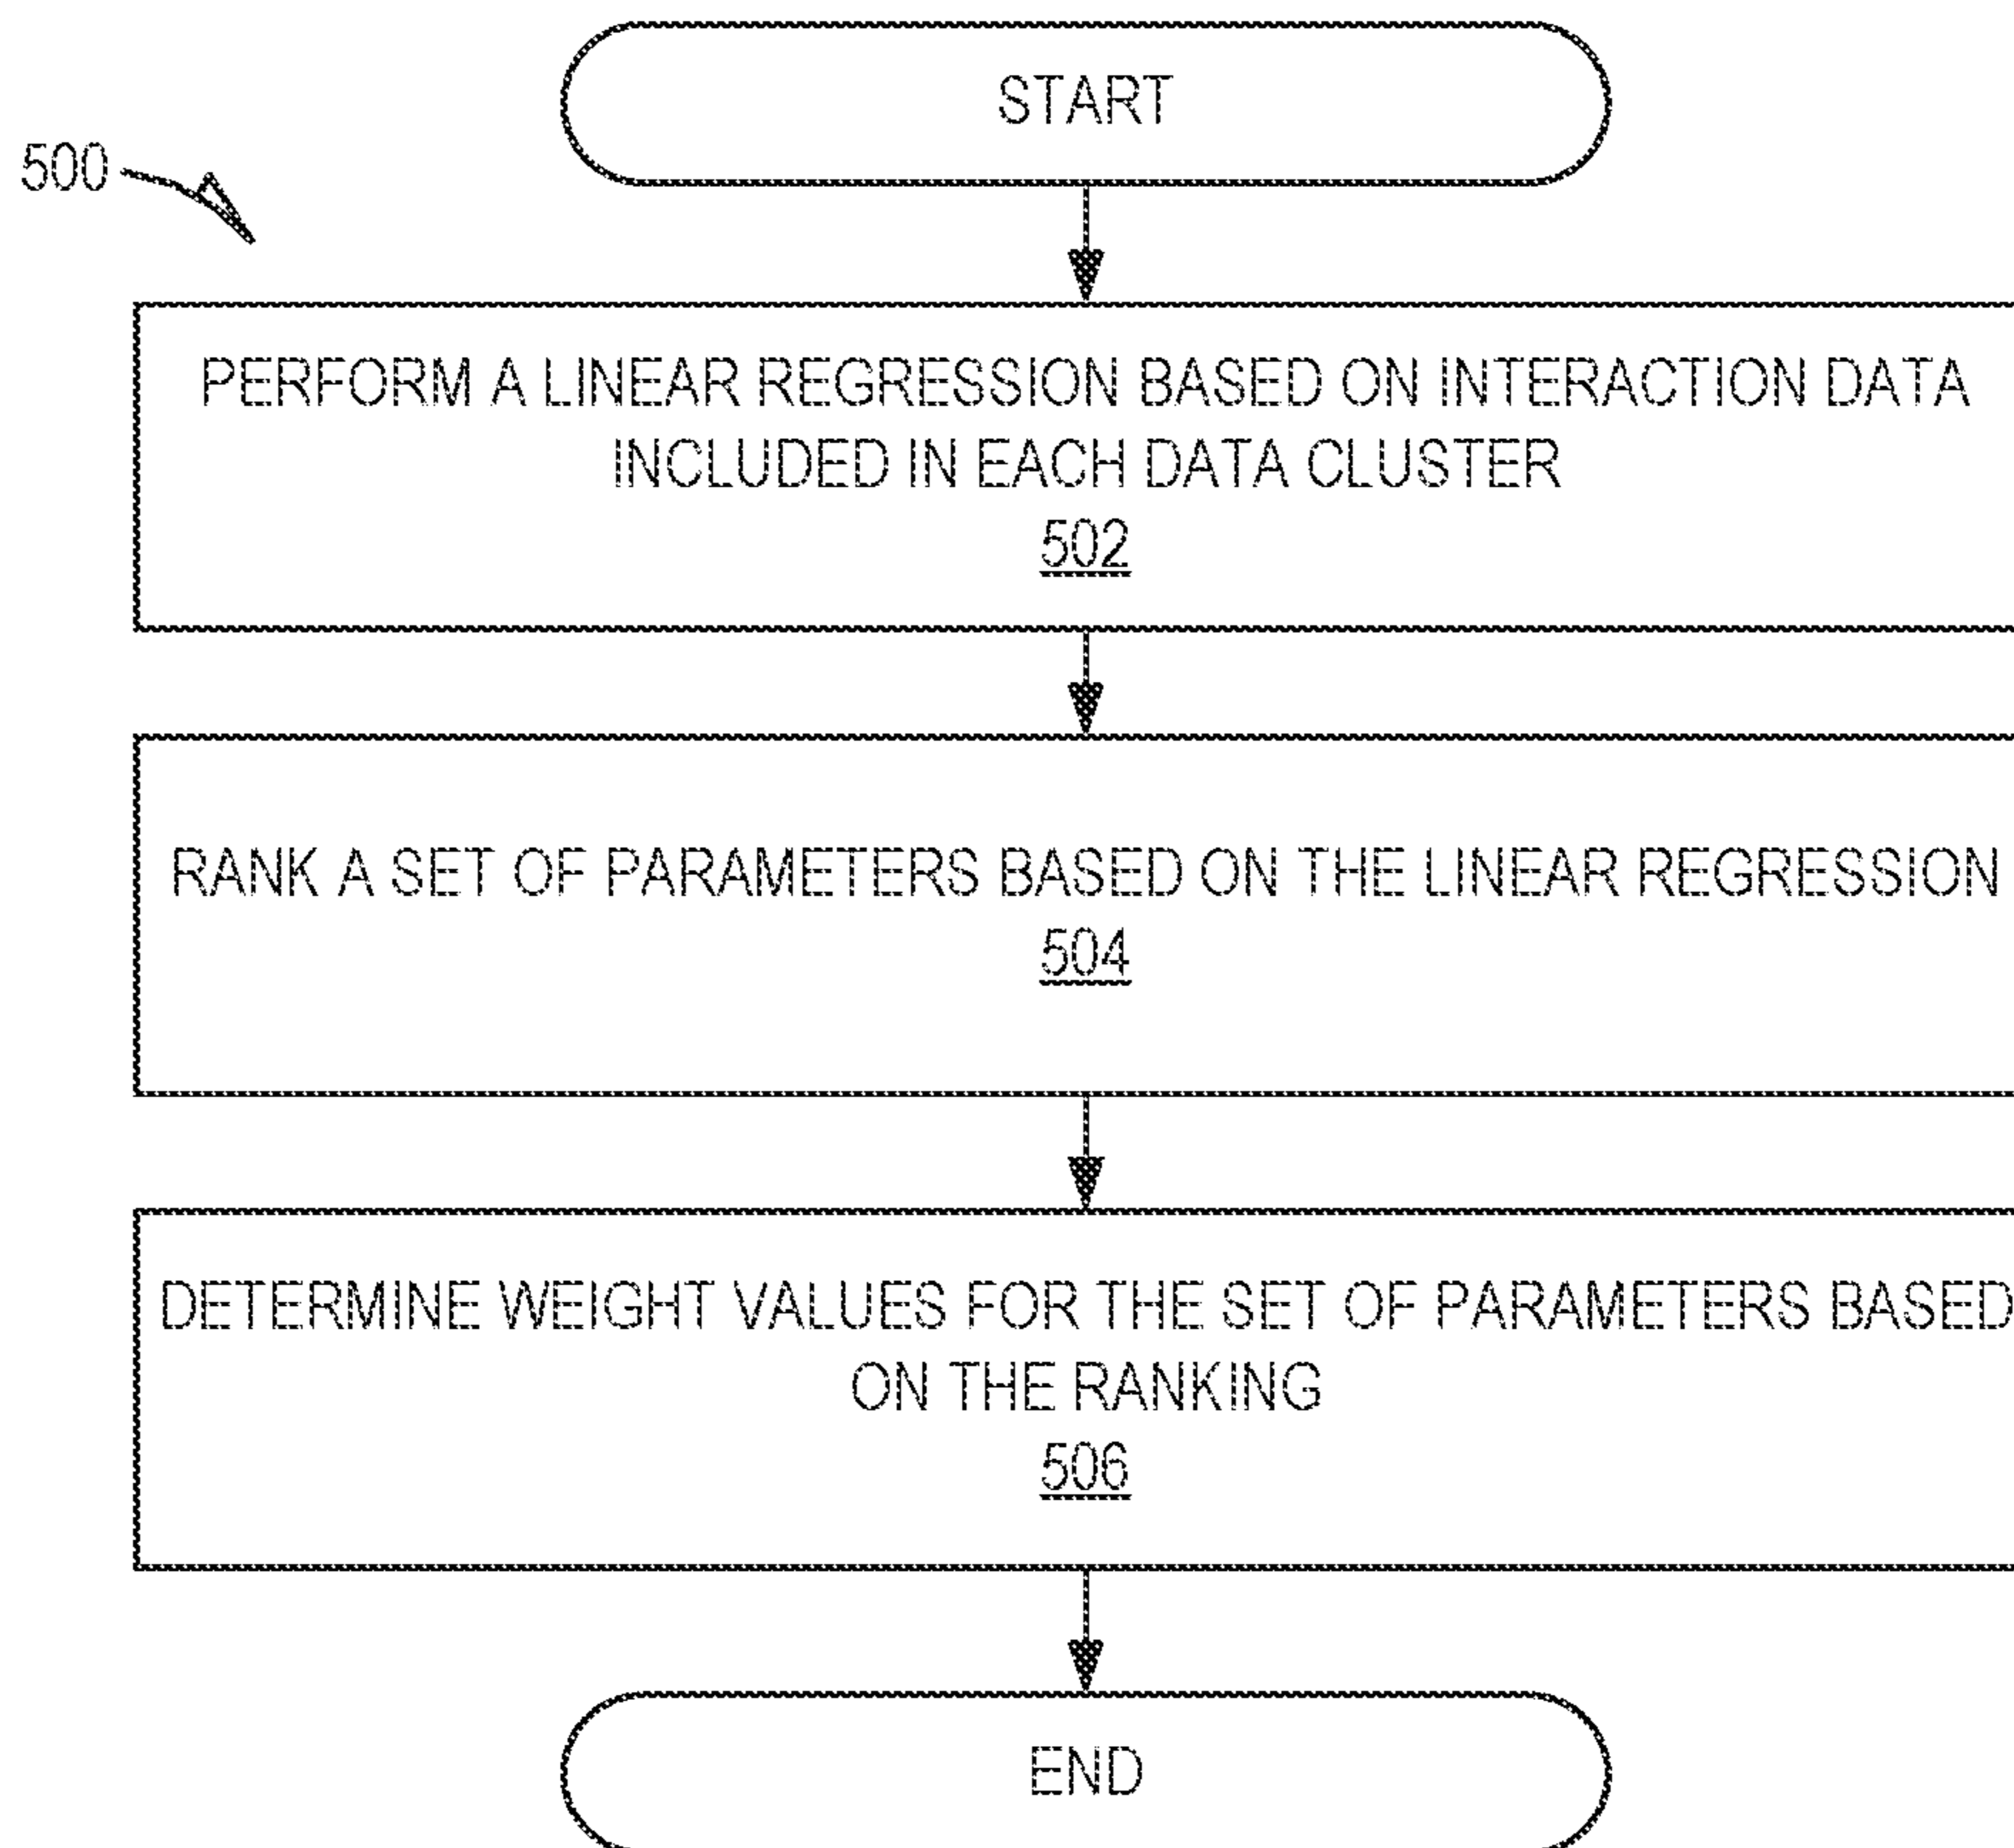 START
500
PERFORM A LINEAR REGRESSION BASED ON INTERACTION DATA
INCLUDED IN EACH DATA CLUSTER
502
RANK A SET OF PARAMETERS BASED ON THE LINEAR REGRESSION
504
DETERMINE WEIGHT VALUES FOR THE SET OF PARAMETERS BASED
ON THE RANKING
506
END